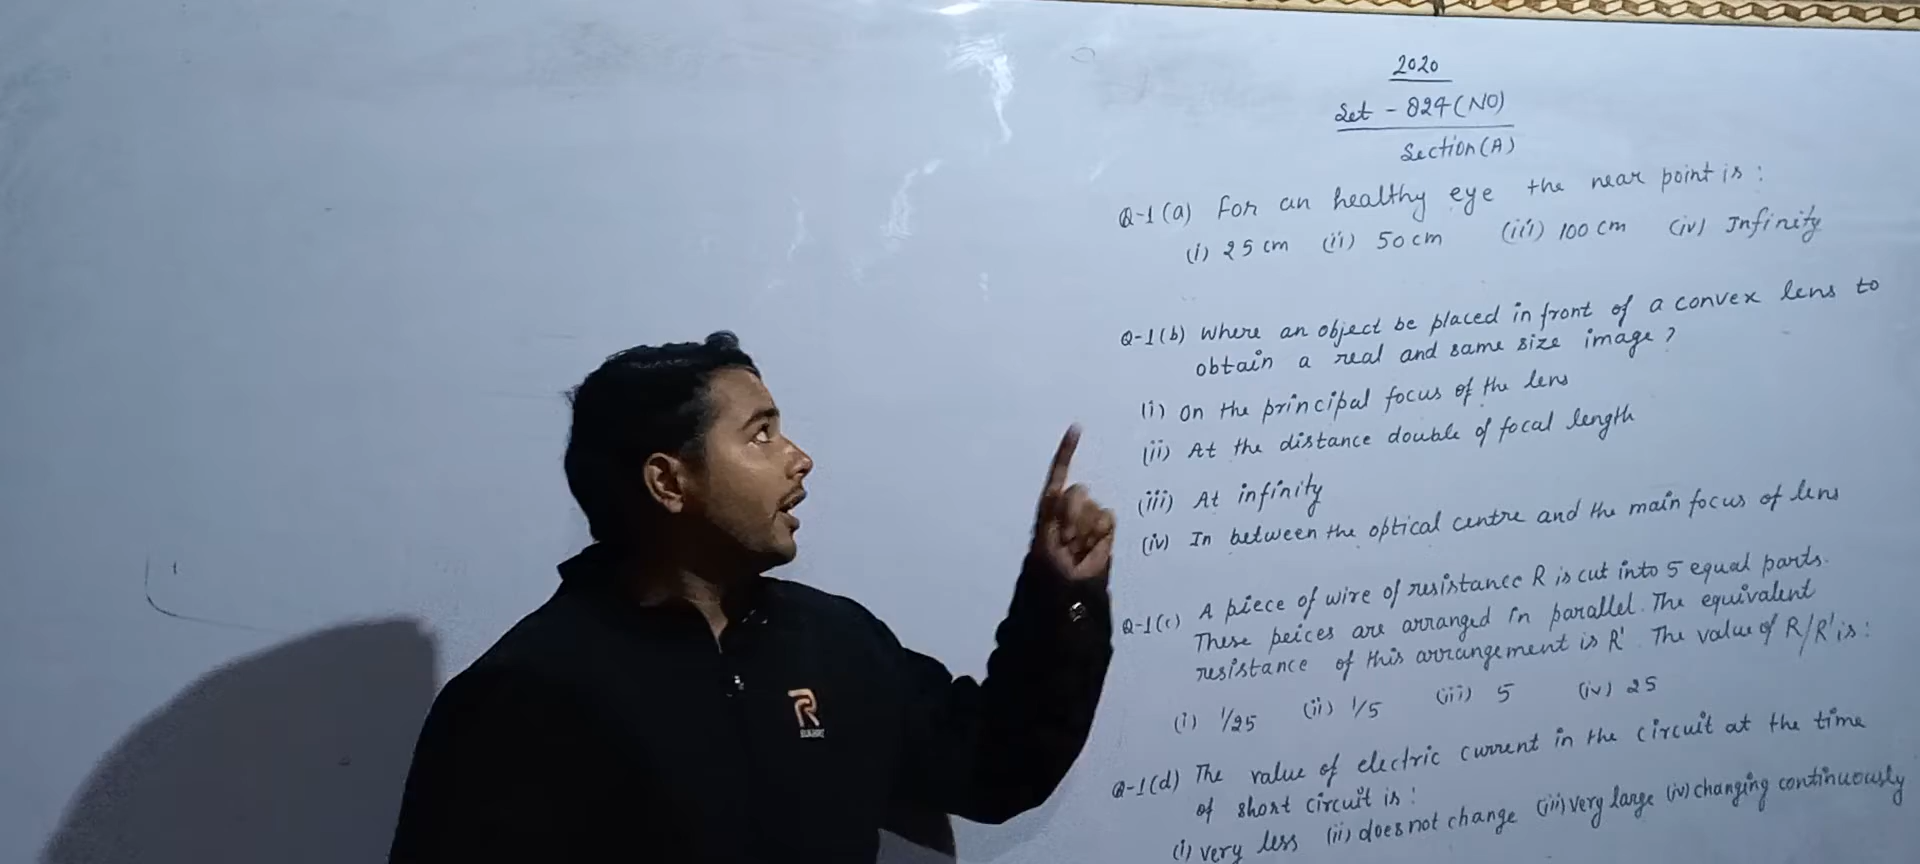 2020
Set - 824 (NO)
Section (A)
Q-1 (a) For an healthy eye the near point is :
(i) 25 cm (ii) 50 cm (iii) 100 cm (iv) Infinity
Q-1 (b) Where an object be placed in front of a convex lens to
obtain a real and same size image ?
(i) On the principal focus of the lens
(ii) At the distance double of focal length
(iii) At infinity
(iv) In between the optical centre and the main focus of lens
Q-1 (c) A piece of wire of resistance R is cut into 5 equal parts.
These peices are arranged in parallel. The equivalent
resistance of this arrangement is R'. The value of R/R' is :
(i) 1/25 (ii) 1/5 (iii) 5 (iv) 25
Q-1 (d) The value of electric current in the circuit at the time
of short circuit is :
(i) very less (ii) does not change (iii) very large (iv) changing continuously
R